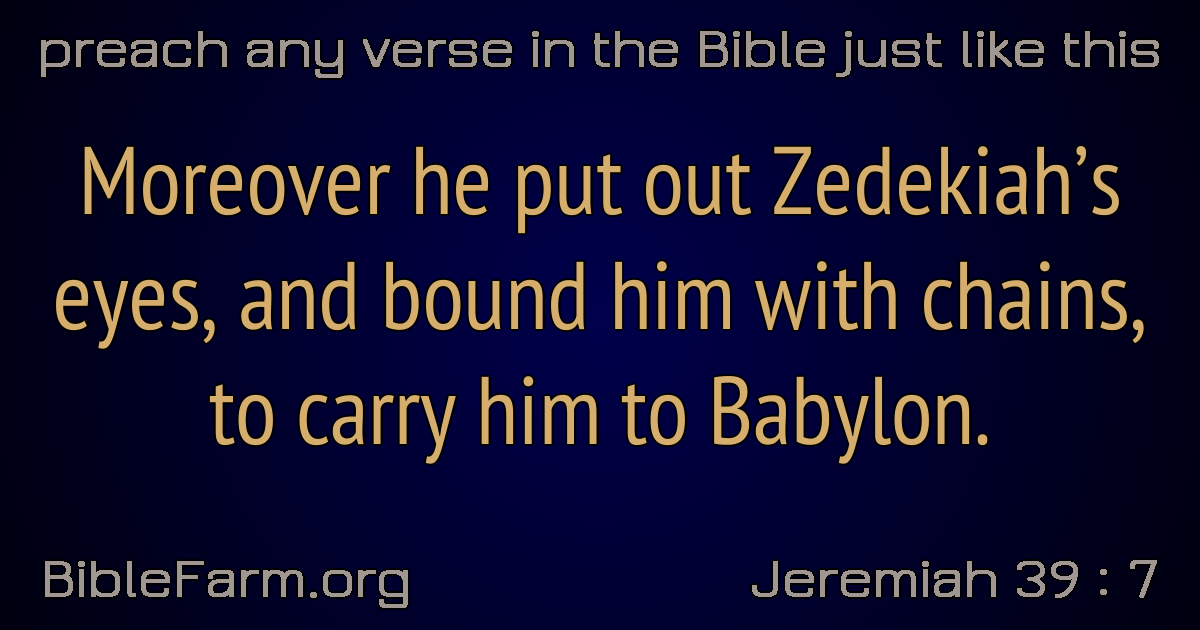 preach any verse in the Bible just like this
Moreover he put out Zedekiah’s
eyes, and bound him with chains,
to carry him to Babylon.
BibleFarm.org
Jeremiah 39 : 7